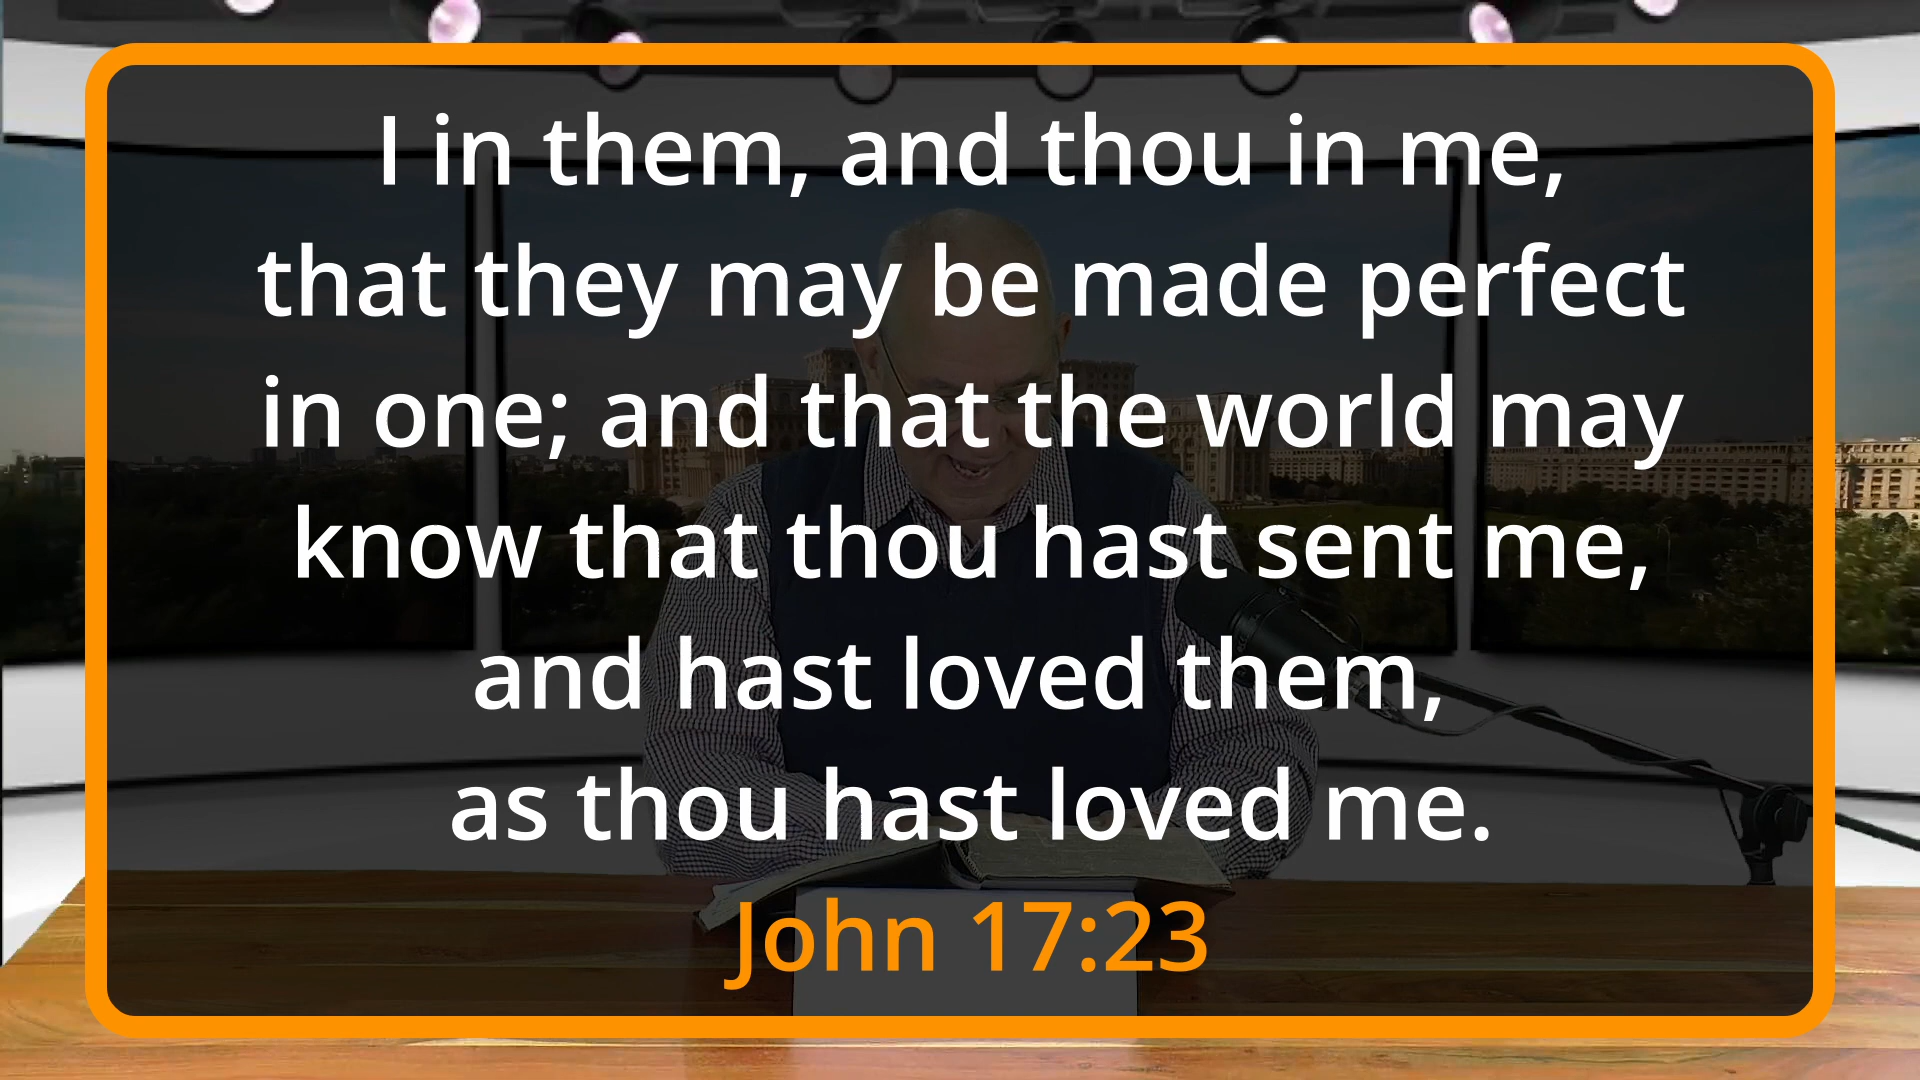 I in them, and thou in me,
that they may be made perfect
in one; and that the world may
know that thou hast sent me,
and hast loved them,
as thou hast loved me.
John 17:23